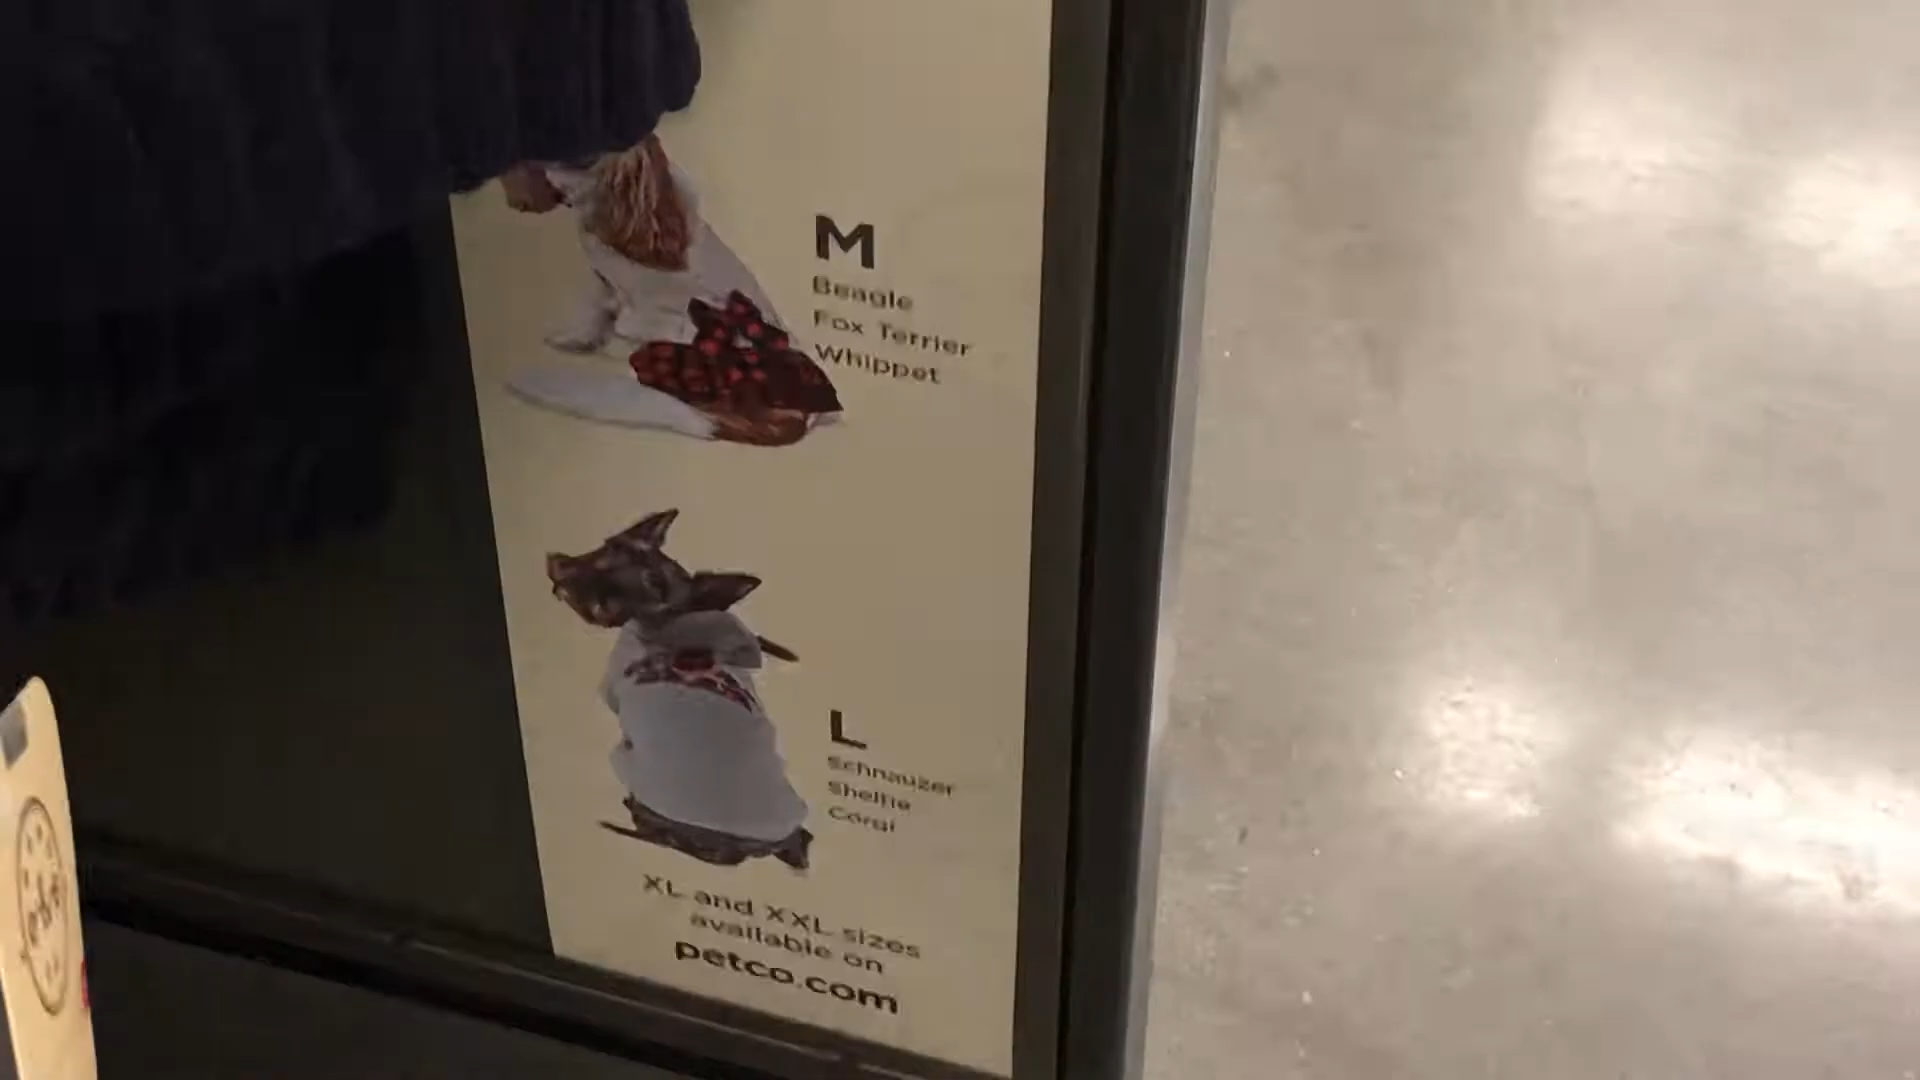 M
Beagle
Fox Terrier
Whippet
L
Schnauzer
Sheltie
Corgi
XL and XXL sizes
available on
petco.com